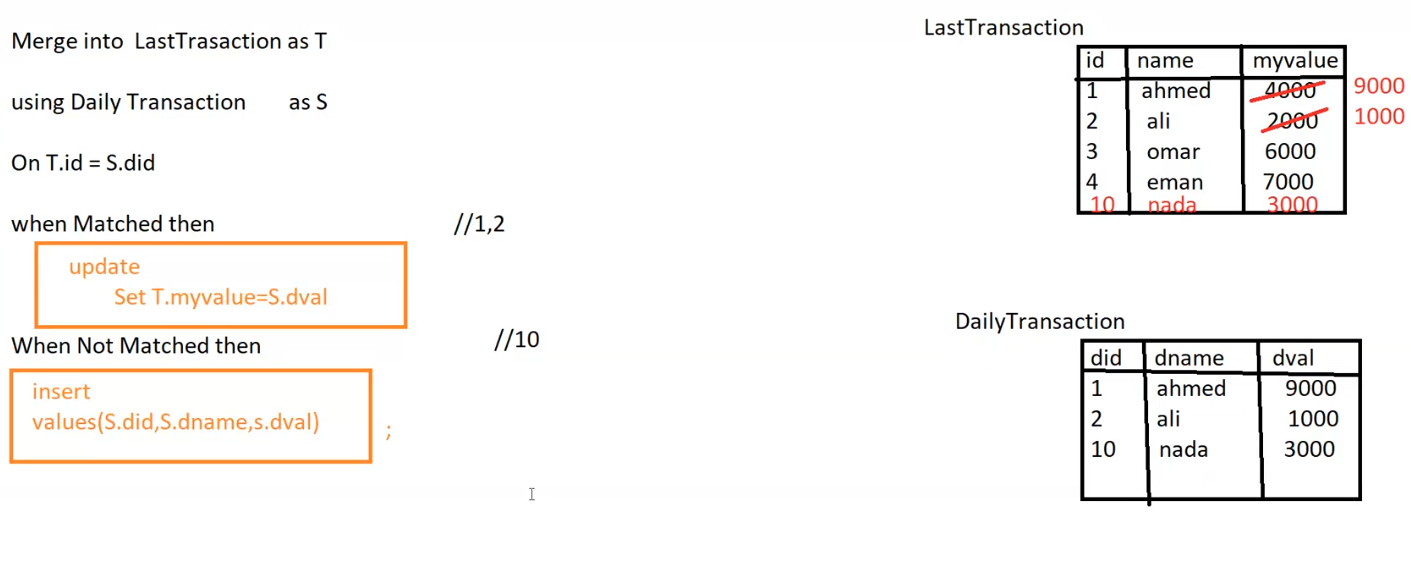 Merge into LastTrasaction as T
using Daily Transaction as S
On T.id = S.did
when Matched then //1,2
update
Set T.myvalue=S.dval
When Not Matched then //10
insert
values(S.did,S.dname,s.dval) ;
LastTransaction
id name myvalue
1 ahmed 4000 9000
2 ali 2000 1000
3 omar 6000
4 eman 7000
10 nada 3000
DailyTransaction
did dname dval
1 ahmed 9000
2 ali 1000
10 nada 3000